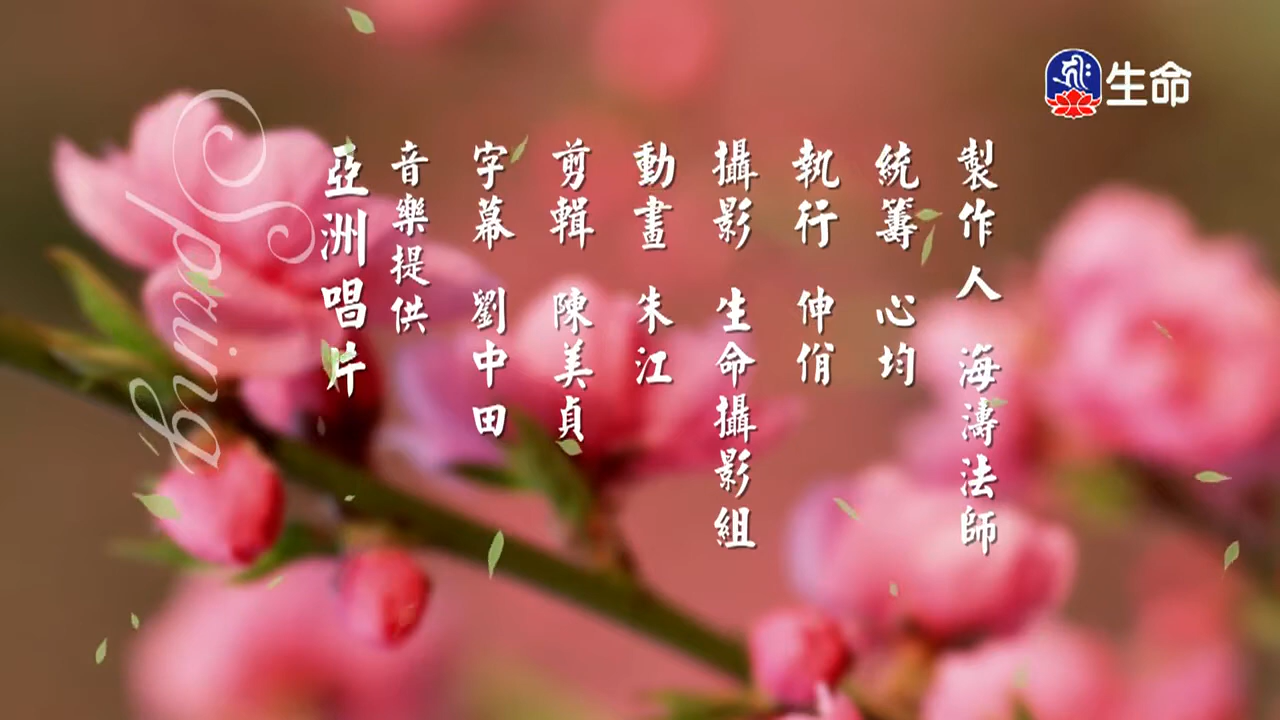 生命
製作人 海濤法師
統籌 心均
執行 伸俏
攝影 生命攝影組
動畫 朱江
剪輯 陳美貞
字幕 劉中田
音樂提供
亞洲唱片
Spring